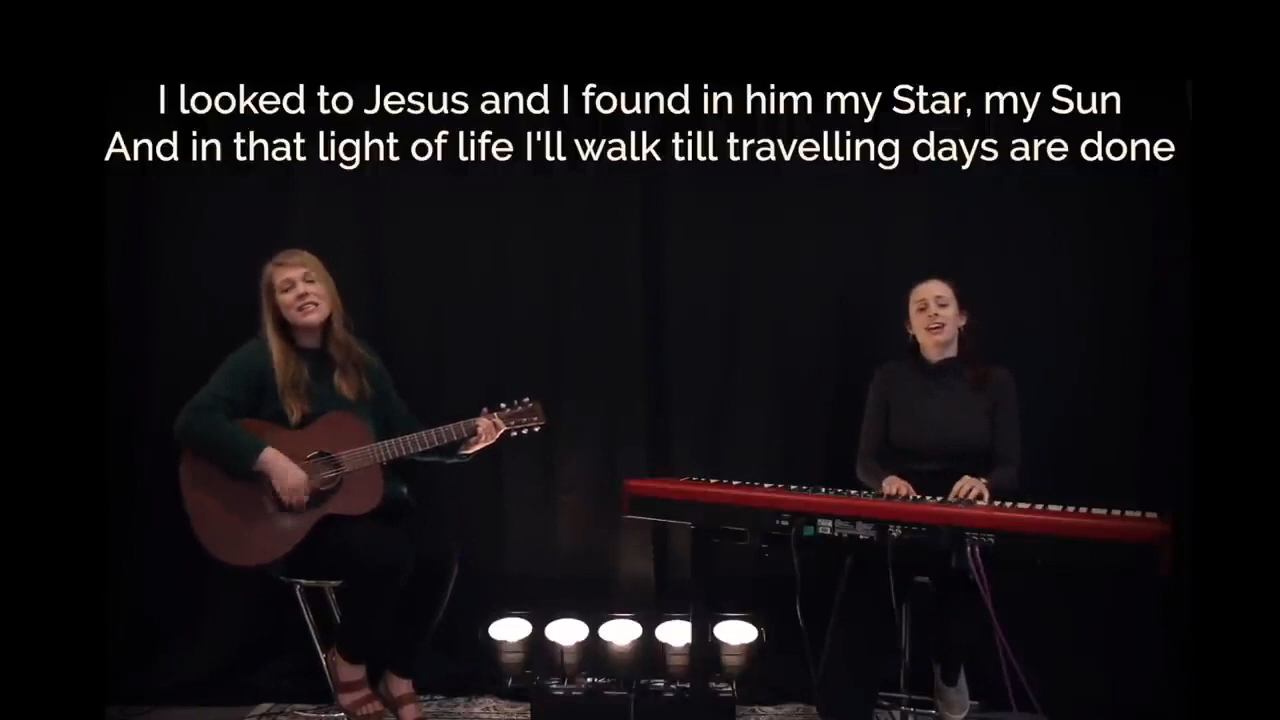 I looked to Jesus and I found in him my Star, my Sun
And in that light of life I'll walk till travelling days are done